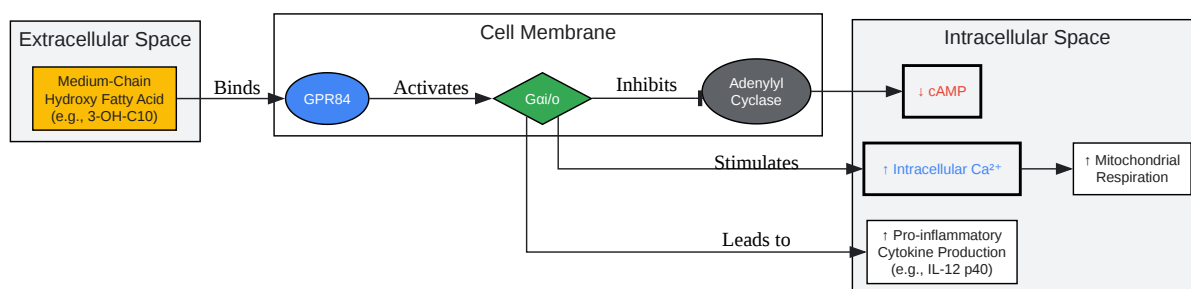 Extracellular Space
Medium-Chain
Hydroxy Fatty Acid
(e.g., 3-OH-C10)
Binds
Cell Membrane
GPR84
Activates
Gαi/o
Inhibits
Adenylyl
Cyclase
Intracellular Space
↓ cAMP
Stimulates
↑ Intracellular Ca²⁺
↑ Mitochondrial
Respiration
Leads to
↑ Pro-inflammatory
Cytokine Production
(e.g., IL-12 p40)